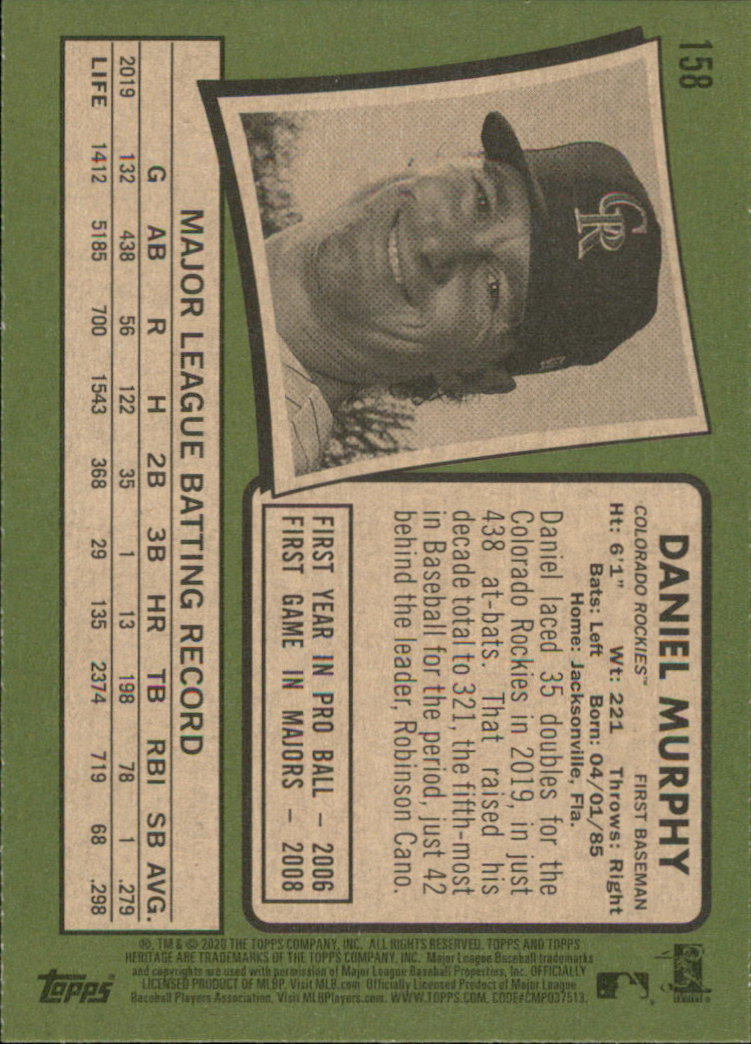 158
CR
DANIEL MURPHY
COLORADO ROCKIES™ FIRST BASEMAN
Ht: 6'1" Wt: 221 Throws: Right
Bats: Left Born: 04/01/85
Home: Jacksonville, Fla.
Daniel laced 35 doubles for the
Colorado Rockies in 2019, in just
438 at-bats. That raised his
decade total to 321, the fifth-most
in Baseball for the period, just 42
behind the leader, Robinson Cano.
FIRST YEAR IN PRO BALL – 2006
FIRST GAME IN MAJORS – 2008
MAJOR LEAGUE BATTING RECORD
G AB R H 2B 3B HR TB RBI SB AVG.
2019 132 438 56 122 35 1 13 198 78 1 .279
LIFE 1412 5185 700 1543 368 29 135 2374 719 68 .298
®, TM & © 2020 THE TOPPS COMPANY, INC. ALL RIGHTS RESERVED. TOPPS AND TOPPS
HERITAGE ARE TRADEMARKS OF THE TOPPS COMPANY, INC. Major League Baseball trademarks
and copyrights are used with permission of Major League Baseball Properties, Inc. OFFICIALLY
LICENSED PRODUCT OF MLBP. Visit MLB.com Officially Licensed Product of Major League
Baseball Players Association. Visit MLBPlayers.com. WWW.TOPPS.COM. CODE#CMP037513.
topps